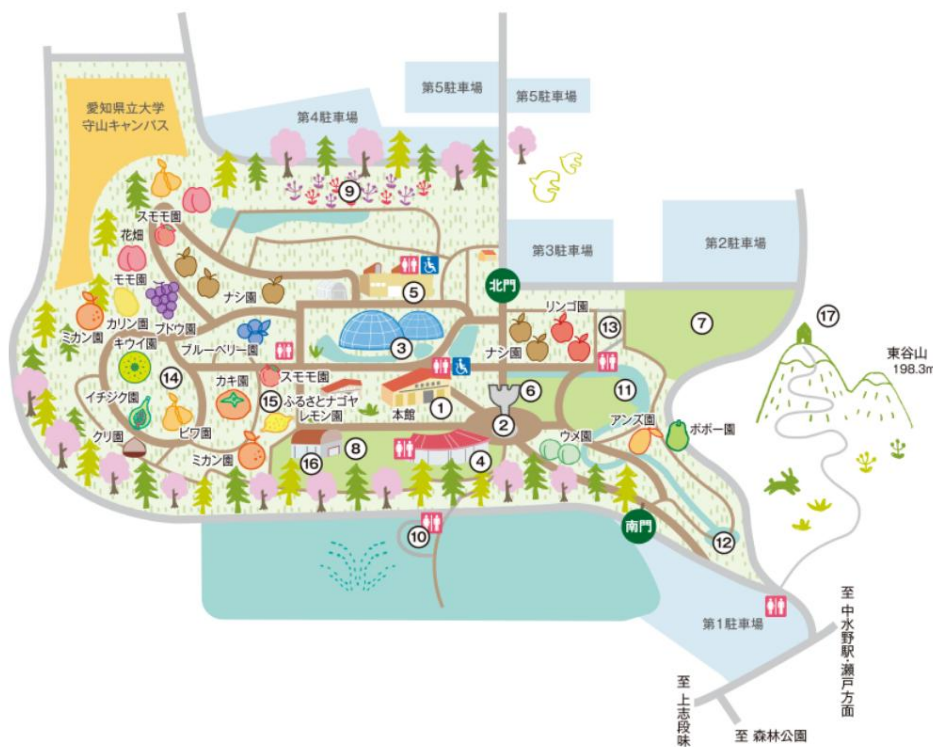 愛知県立大学
守山キャンパス
第4駐車場
第5駐車場
第5駐車場
⑨
スモモ園
花畑
モモ園
ナシ園
⑤
北門
第3駐車場
第2駐車場
カリン園
ブドウ園
ミカン園
キウイ園
ブルーベリー園
③
リンゴ園
ナシ園
⑬
⑦
⑰
東谷山
198.3m
⑭
イチジク園
カキ園
スモモ園
⑮
ふるさとナゴヤ
レモン園
本館
①
⑥
⑪
②
アンズ園
ポポー園
クリ園
ビワ園
ミカン園
⑯
⑧
④
ウメ園
南門
⑫
⑩
第1駐車場
至 中水野駅・瀬戸方面
至 上志段味
至 森林公園